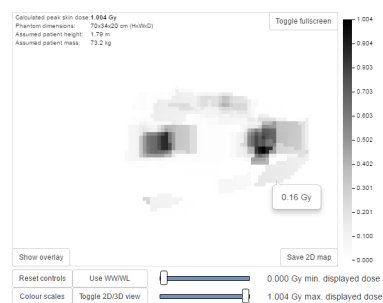 Calculated peak skin dose:1.004 Gy
Phantom dimensions: 70x34x20 cm (HxWxD)
Assumed patient height: 1.79 m
Assumed patient mass: 73.2 kg
Toggle fullscreen
1.004
0.904
0.803
0.703
0.603
0.502
0.402
0.301
0.201
0.100
0.000
0.16 Gy
Show overlay
Save 2D map
Reset controls
Use WW/WL
0.000 Gy min. displayed dose
Colour scales
Toggle 2D/3D view
1.004 Gy max. displayed dose